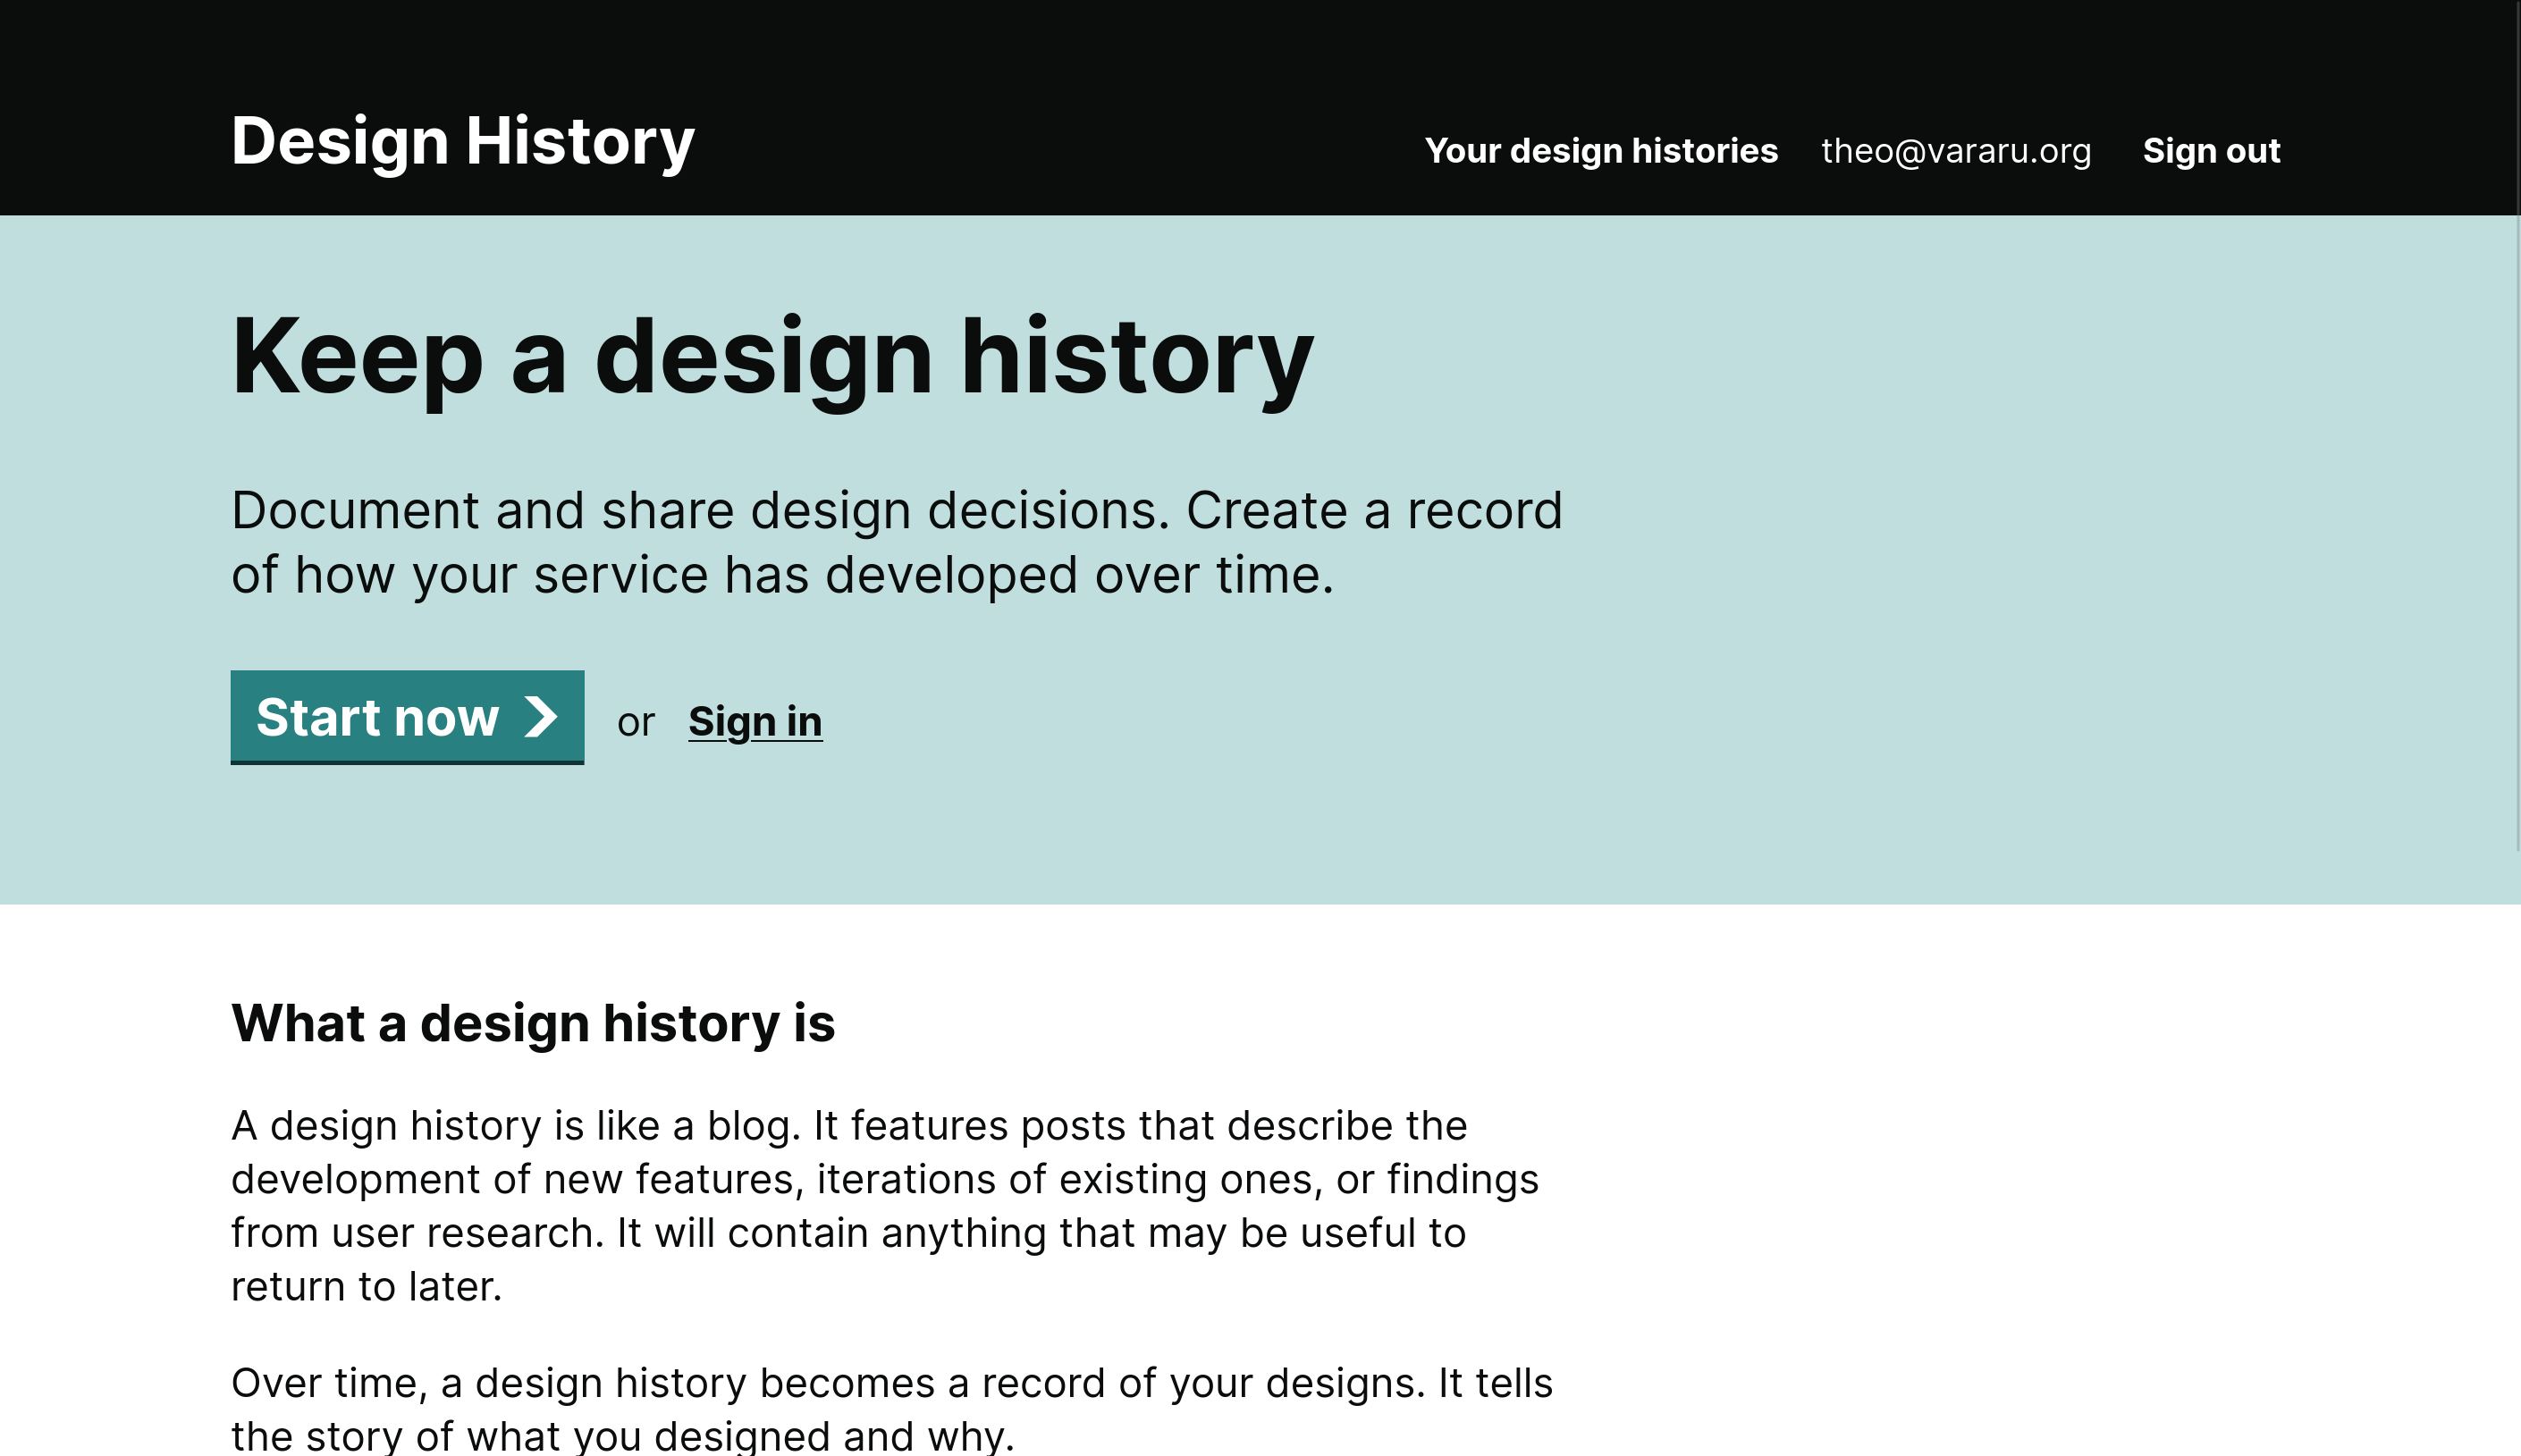 Design History
Your design histories theo@vararu.org Sign out
Keep a design history
Document and share design decisions. Create a record
of how your service has developed over time.
Start now or Sign in
What a design history is
A design history is like a blog. It features posts that describe the
development of new features, iterations of existing ones, or findings
from user research. It will contain anything that may be useful to
return to later.
Over time, a design history becomes a record of your designs. It tells
the story of what you designed and why.